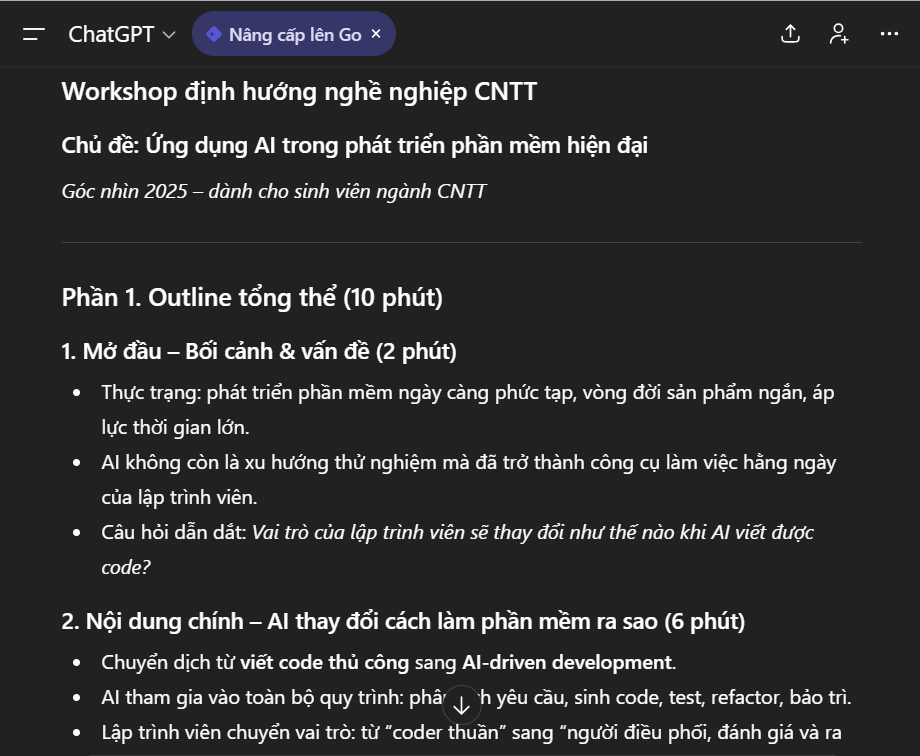 ChatGPT
Nâng cấp lên Go
Workshop định hướng nghề nghiệp CNTT
Chủ đề: Ứng dụng AI trong phát triển phần mềm hiện đại
Góc nhìn 2025 – dành cho sinh viên ngành CNTT
Phần 1. Outline tổng thể (10 phút)
1. Mở đầu – Bối cảnh & vấn đề (2 phút)
• Thực trạng: phát triển phần mềm ngày càng phức tạp, vòng đời sản phẩm ngắn, áp
lực thời gian lớn.
• AI không còn là xu hướng thử nghiệm mà đã trở thành công cụ làm việc hằng ngày
của lập trình viên.
• Câu hỏi dẫn dắt: Vai trò của lập trình viên sẽ thay đổi như thế nào khi AI viết được
code?
2. Nội dung chính – AI thay đổi cách làm phần mềm ra sao (6 phút)
• Chuyển dịch từ viết code thủ công sang AI-driven development.
• AI tham gia vào toàn bộ quy trình: yêu cầu, sinh code, test, refactor, bảo trì.
• Lập trình viên chuyển vai trò: từ “coder thuần” sang “người điều phối, đánh giá và ra